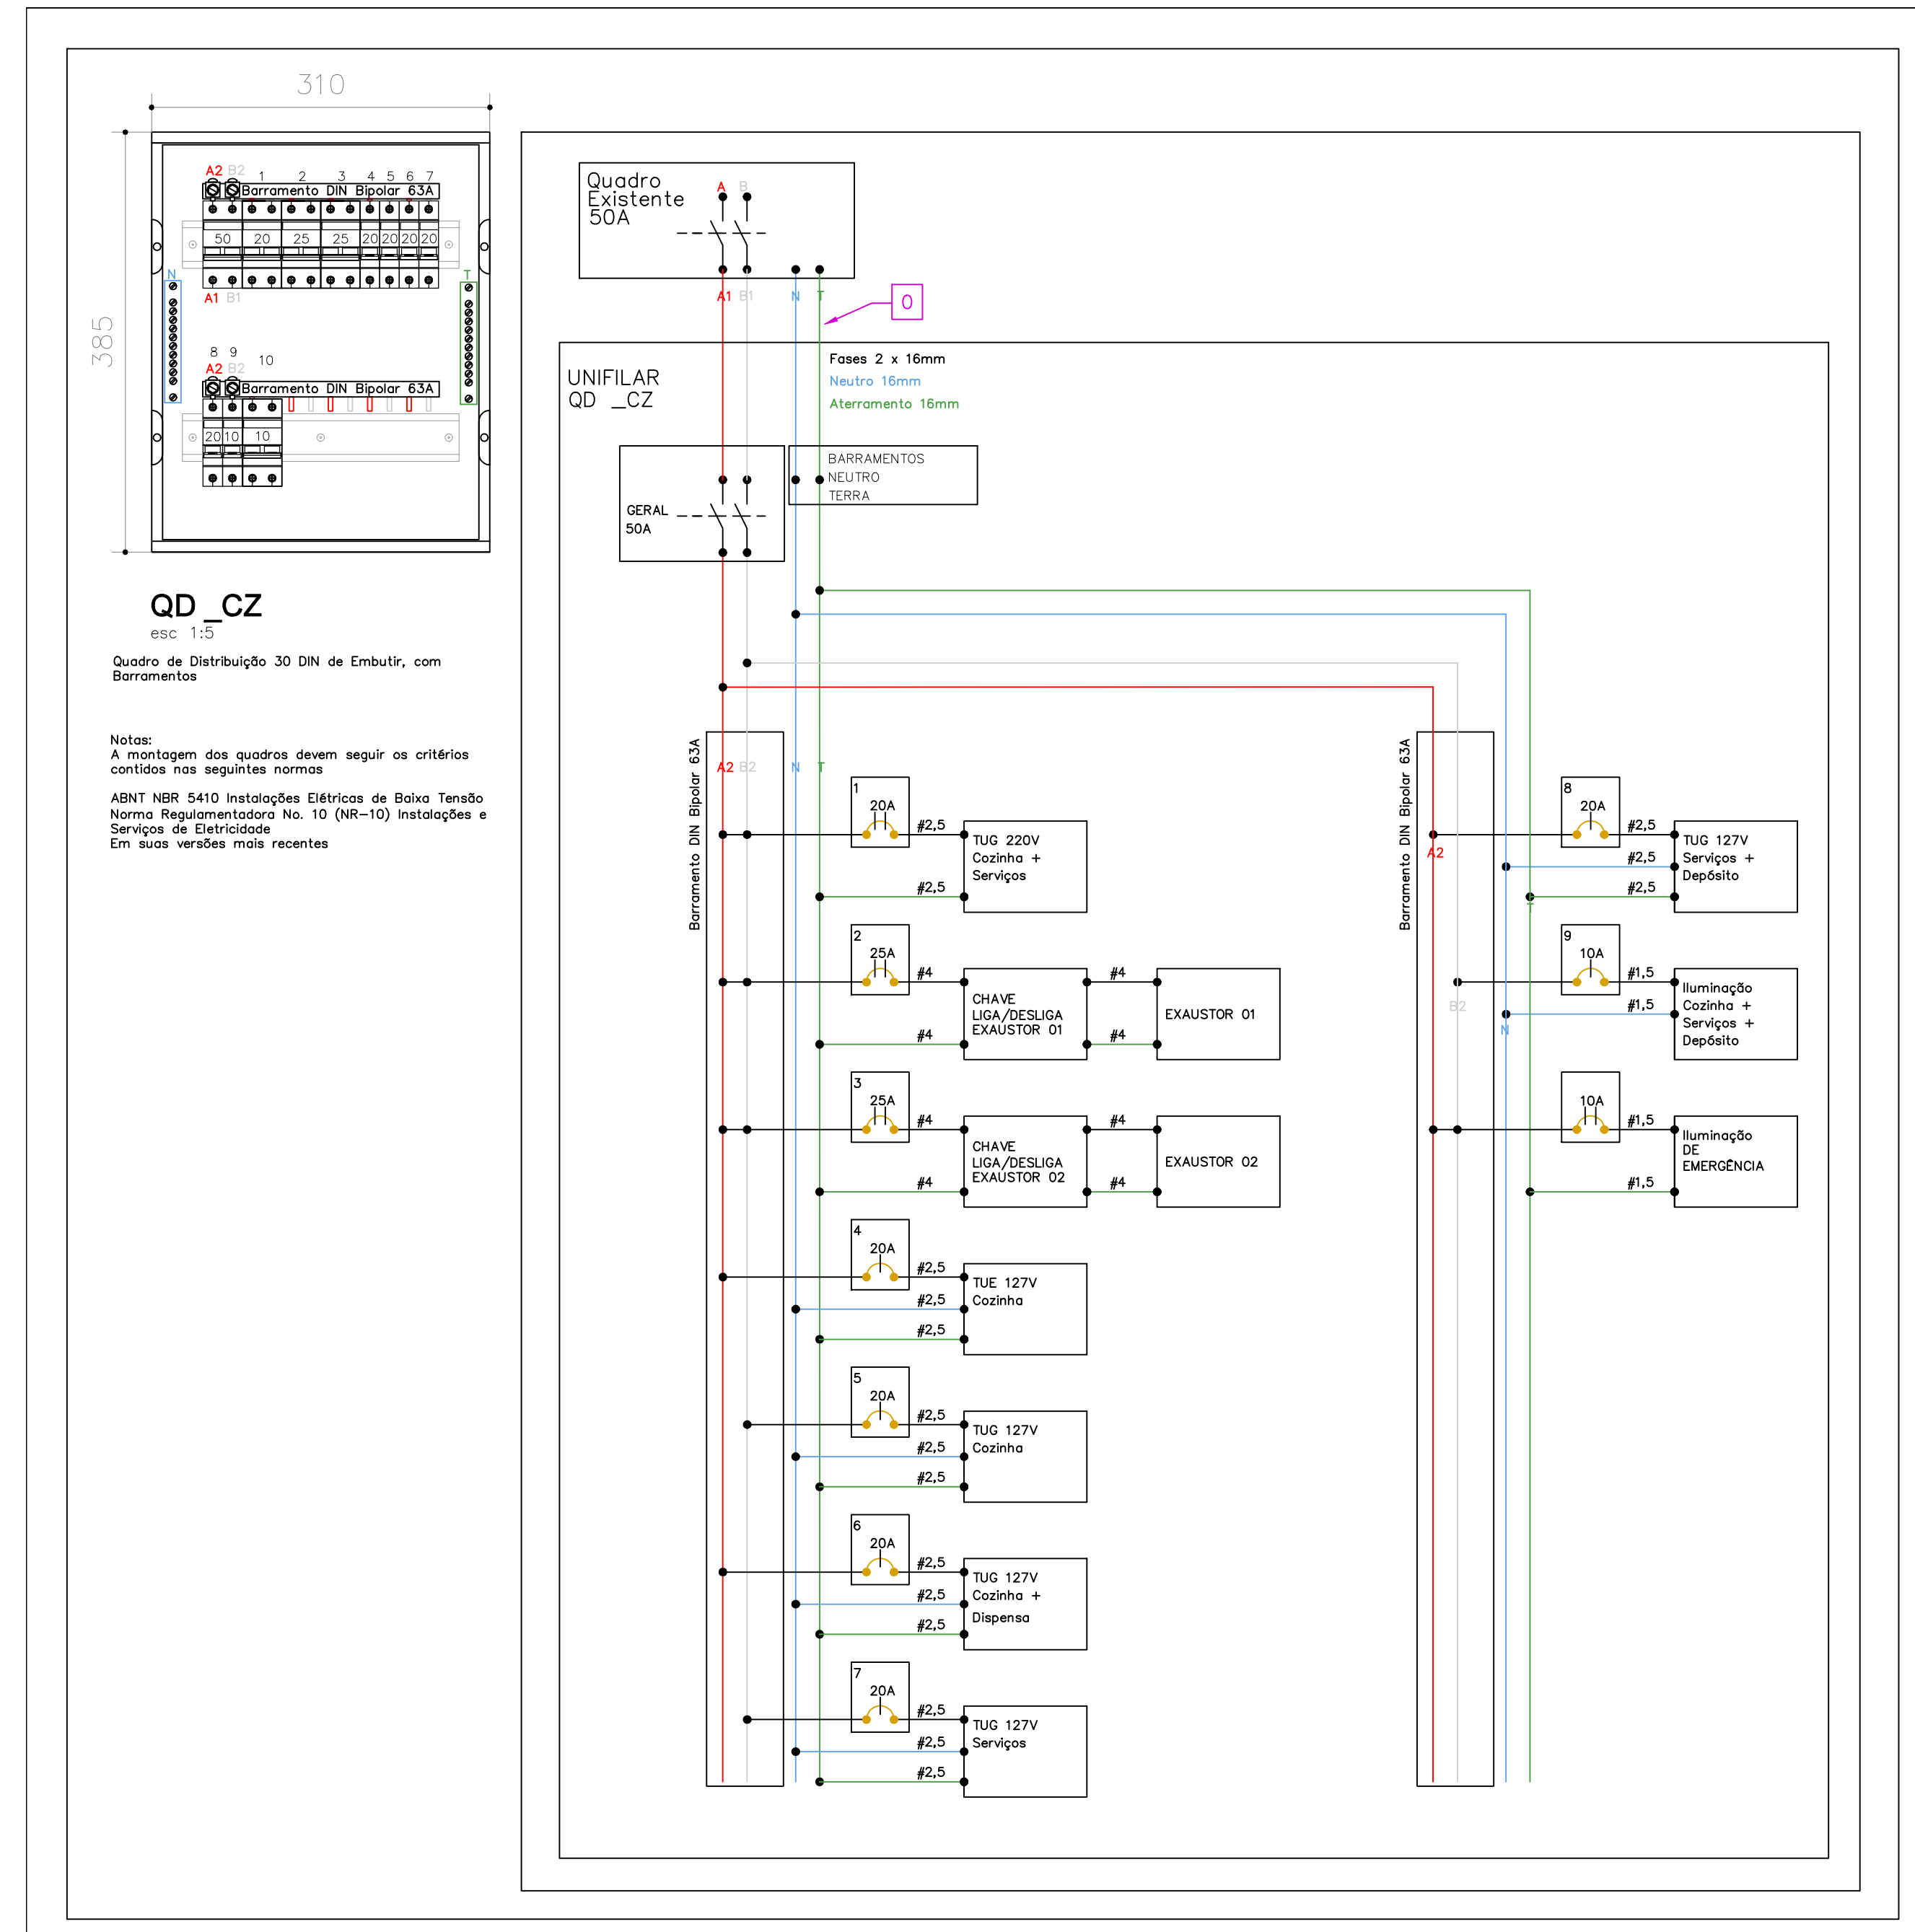 310
385
A2 B2 1 2 3 4 5 6 7
Barramento DIN Bipolar 63A
50 20 25 25 20 20 20 20
N
T
A1 B1
8 9 10
A2 B2
Barramento DIN Bipolar 63A
20 10 10
QD _CZ
esc 1:5
Quadro de Distribuição 30 DIN de Embutir, com
Barramentos
Notas:
A montagem dos quadros devem seguir os critérios
contidos nas seguintes normas
ABNT NBR 5410 Instalações Elétricas de Baixa Tensão
Norma Regulamentadora No. 10 (NR-10) Instalações e
Serviços de Eletricidade
Em suas versões mais recentes
Quadro
Existente
50A
A B
A1 B1 N T
0
UNIFILAR
QD _CZ
Fases 2 x 16mm
Neutro 16mm
Aterramento 16mm
GERAL
50A
BARRAMENTOS
NEUTRO
TERRA
Barramento DIN Bipolar 63A
A2 B2 N T
1
20A
#2,5
#2,5
TUG 220V
Cozinha +
Serviços
2
25A
#4
#4
CHAVE
LIGA/DESLIGA
EXAUSTOR 01
#4
#4
EXAUSTOR 01
3
25A
#4
#4
CHAVE
LIGA/DESLIGA
EXAUSTOR 02
#4
#4
EXAUSTOR 02
4
20A
#2,5
#2,5
#2,5
TUE 127V
Cozinha
5
20A
#2,5
#2,5
#2,5
TUG 127V
Cozinha
6
20A
#2,5
#2,5
#2,5
TUG 127V
Cozinha +
Dispensa
7
20A
#2,5
#2,5
#2,5
TUG 127V
Serviços
Barramento DIN Bipolar 63A
A2
B2
N
T
8
20A
#2,5
#2,5
#2,5
TUG 127V
Serviços +
Depósito
9
10A
#1,5
#1,5
Iluminação
Cozinha +
Serviços +
Depósito
10A
#1,5
#1,5
Iluminação
DE
EMERGÊNCIA